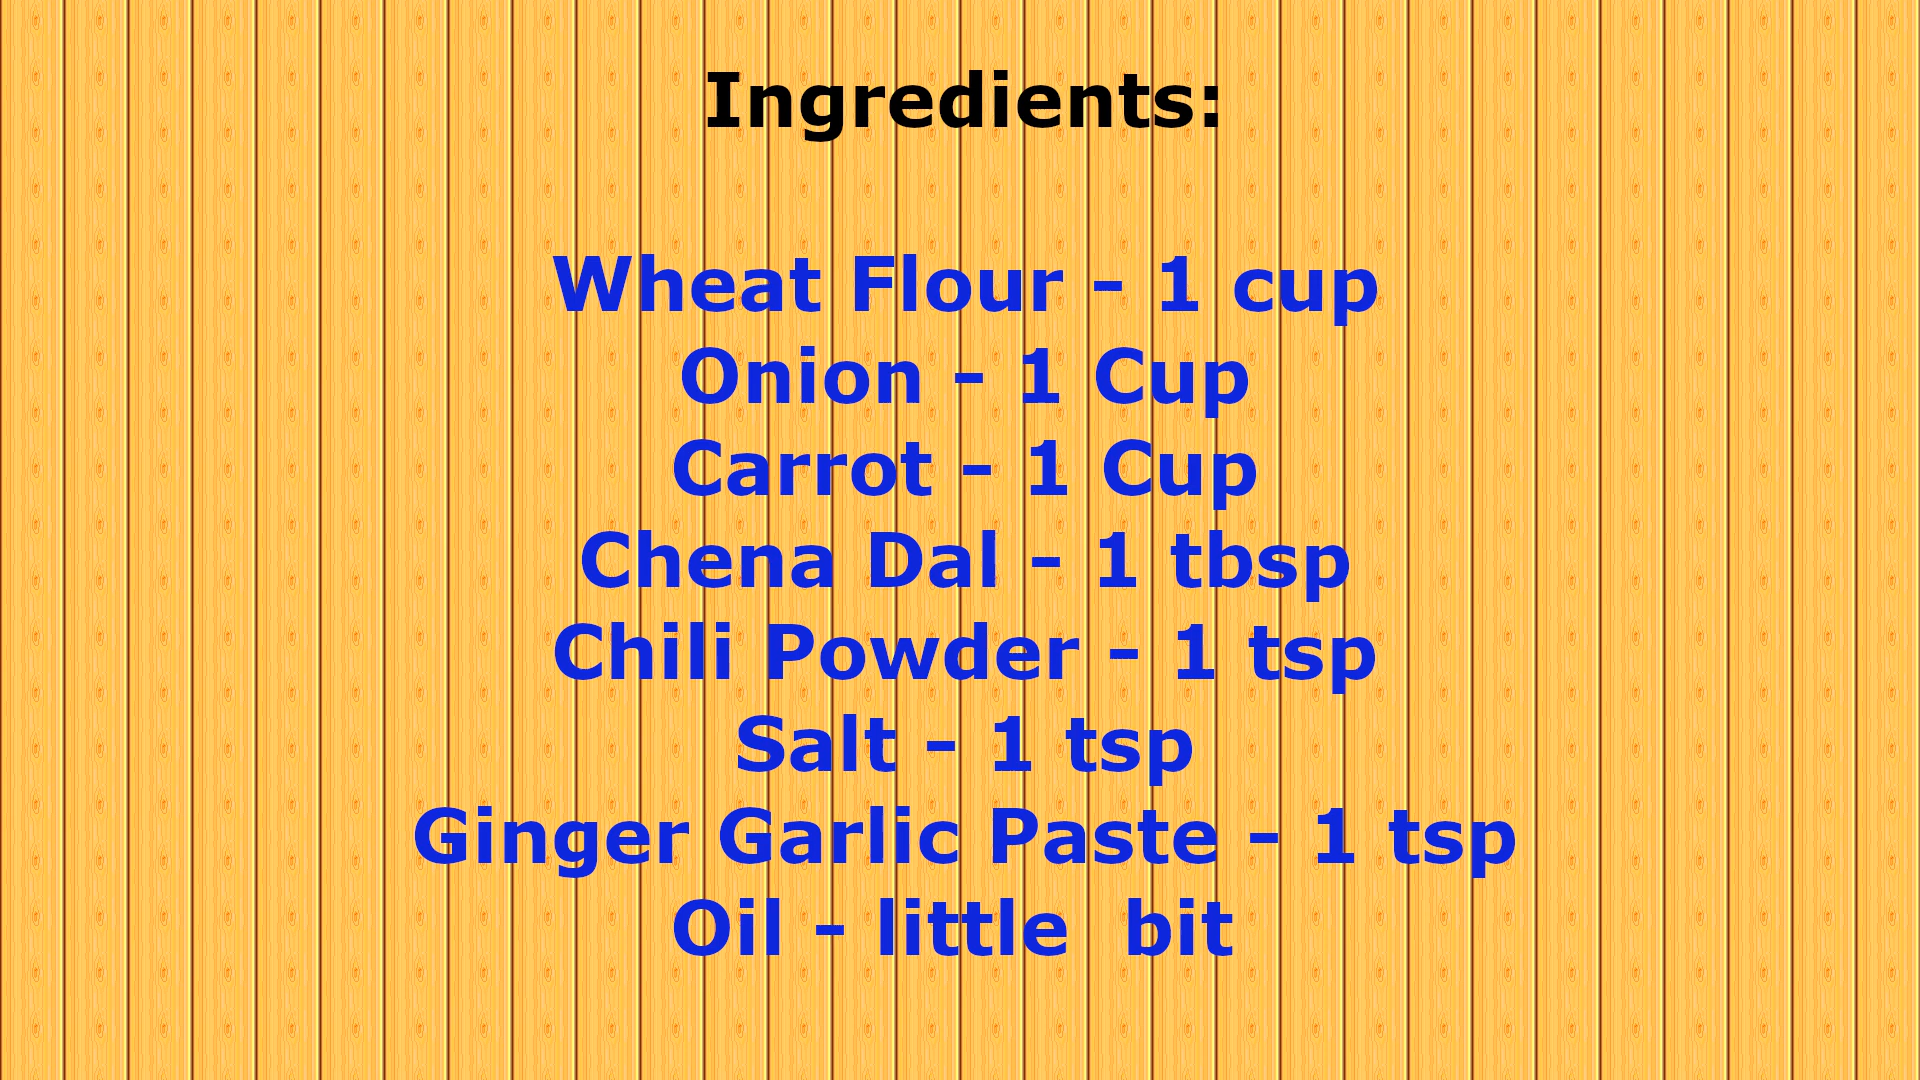 Ingredients:
Wheat Flour - 1 cup
Onion - 1 Cup
Carrot - 1 Cup
Chena Dal - 1 tbsp
Chili Powder - 1 tsp
Salt - 1 tsp
Ginger Garlic Paste - 1 tsp
Oil - little  bit